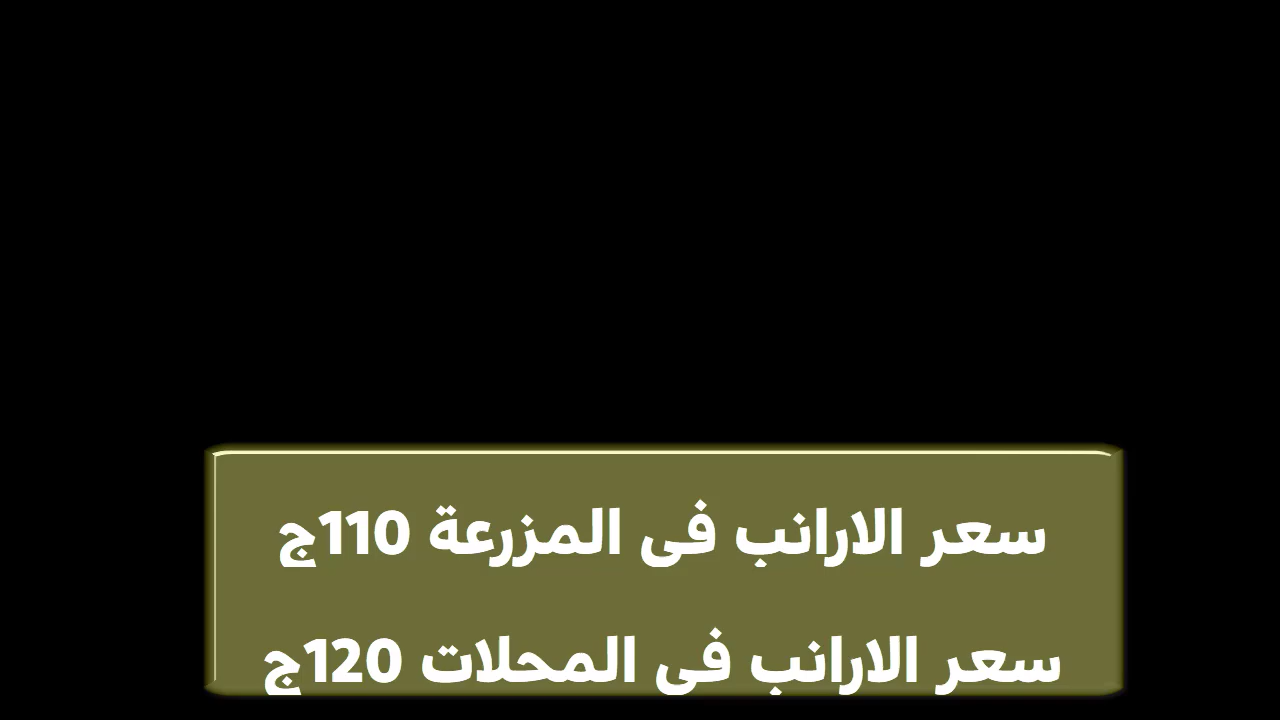 سعر الارانب فى المزرعة 110ج
سعر الارانب فى المحلات 120ج